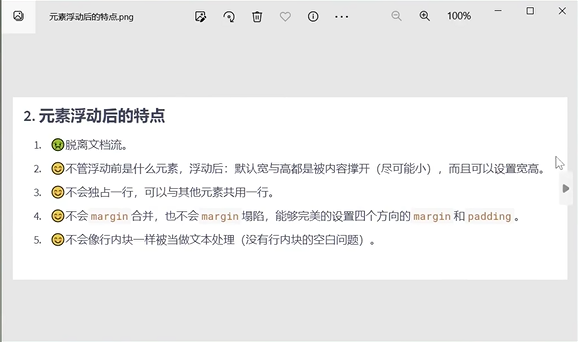 元素浮动后的特点.png
100%
2. 元素浮动后的特点
1. 🤢脱离文档流。
2. 😊不管浮动前是什么元素，浮动后：默认宽与高都是被内容撑开（尽可能小），而且可以设置宽高。
3. 😊不会独占一行，可以与其他元素共用一行。
4. 😊不会 margin 合并，也不会 margin 塌陷，能够完美的设置四个方向的 margin 和 padding 。
5. 😊不会像行内块一样被当做文本处理（没有行内块的空白问题）。